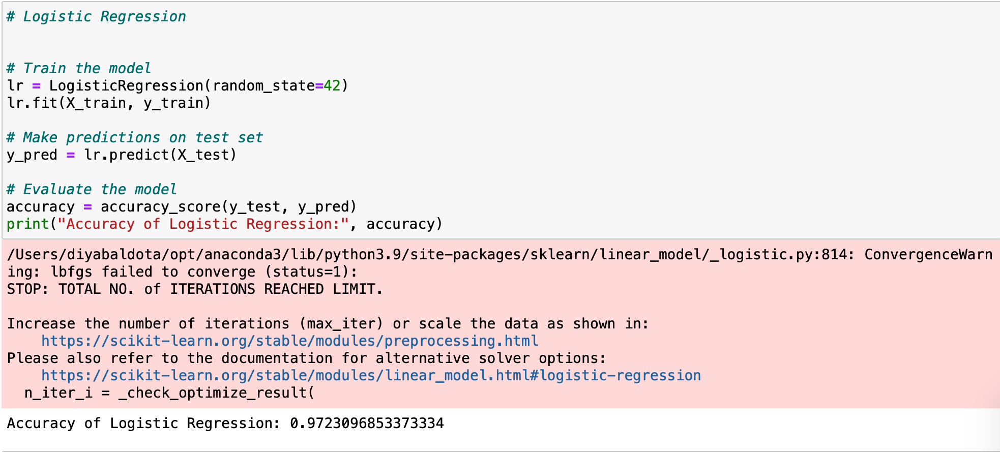 # Logistic Regression
# Train the model
lr = LogisticRegression(random_state=42)
lr.fit(X_train, y_train)
# Make predictions on test set
y_pred = lr.predict(X_test)
# Evaluate the model
accuracy = accuracy_score(y_test, y_pred)
print("Accuracy of Logistic Regression:", accuracy)
/Users/diyabaldota/opt/anaconda3/lib/python3.9/site-packages/sklearn/linear_model/_logistic.py:814: ConvergenceWarn
ing: lbfgs failed to converge (status=1):
STOP: TOTAL NO. of ITERATIONS REACHED LIMIT.
Increase the number of iterations (max_iter) or scale the data as shown in:
    https://scikit-learn.org/stable/modules/preprocessing.html
Please also refer to the documentation for alternative solver options:
    https://scikit-learn.org/stable/modules/linear_model.html#logistic-regression
  n_iter_i = _check_optimize_result(
Accuracy of Logistic Regression: 0.9723096853373334